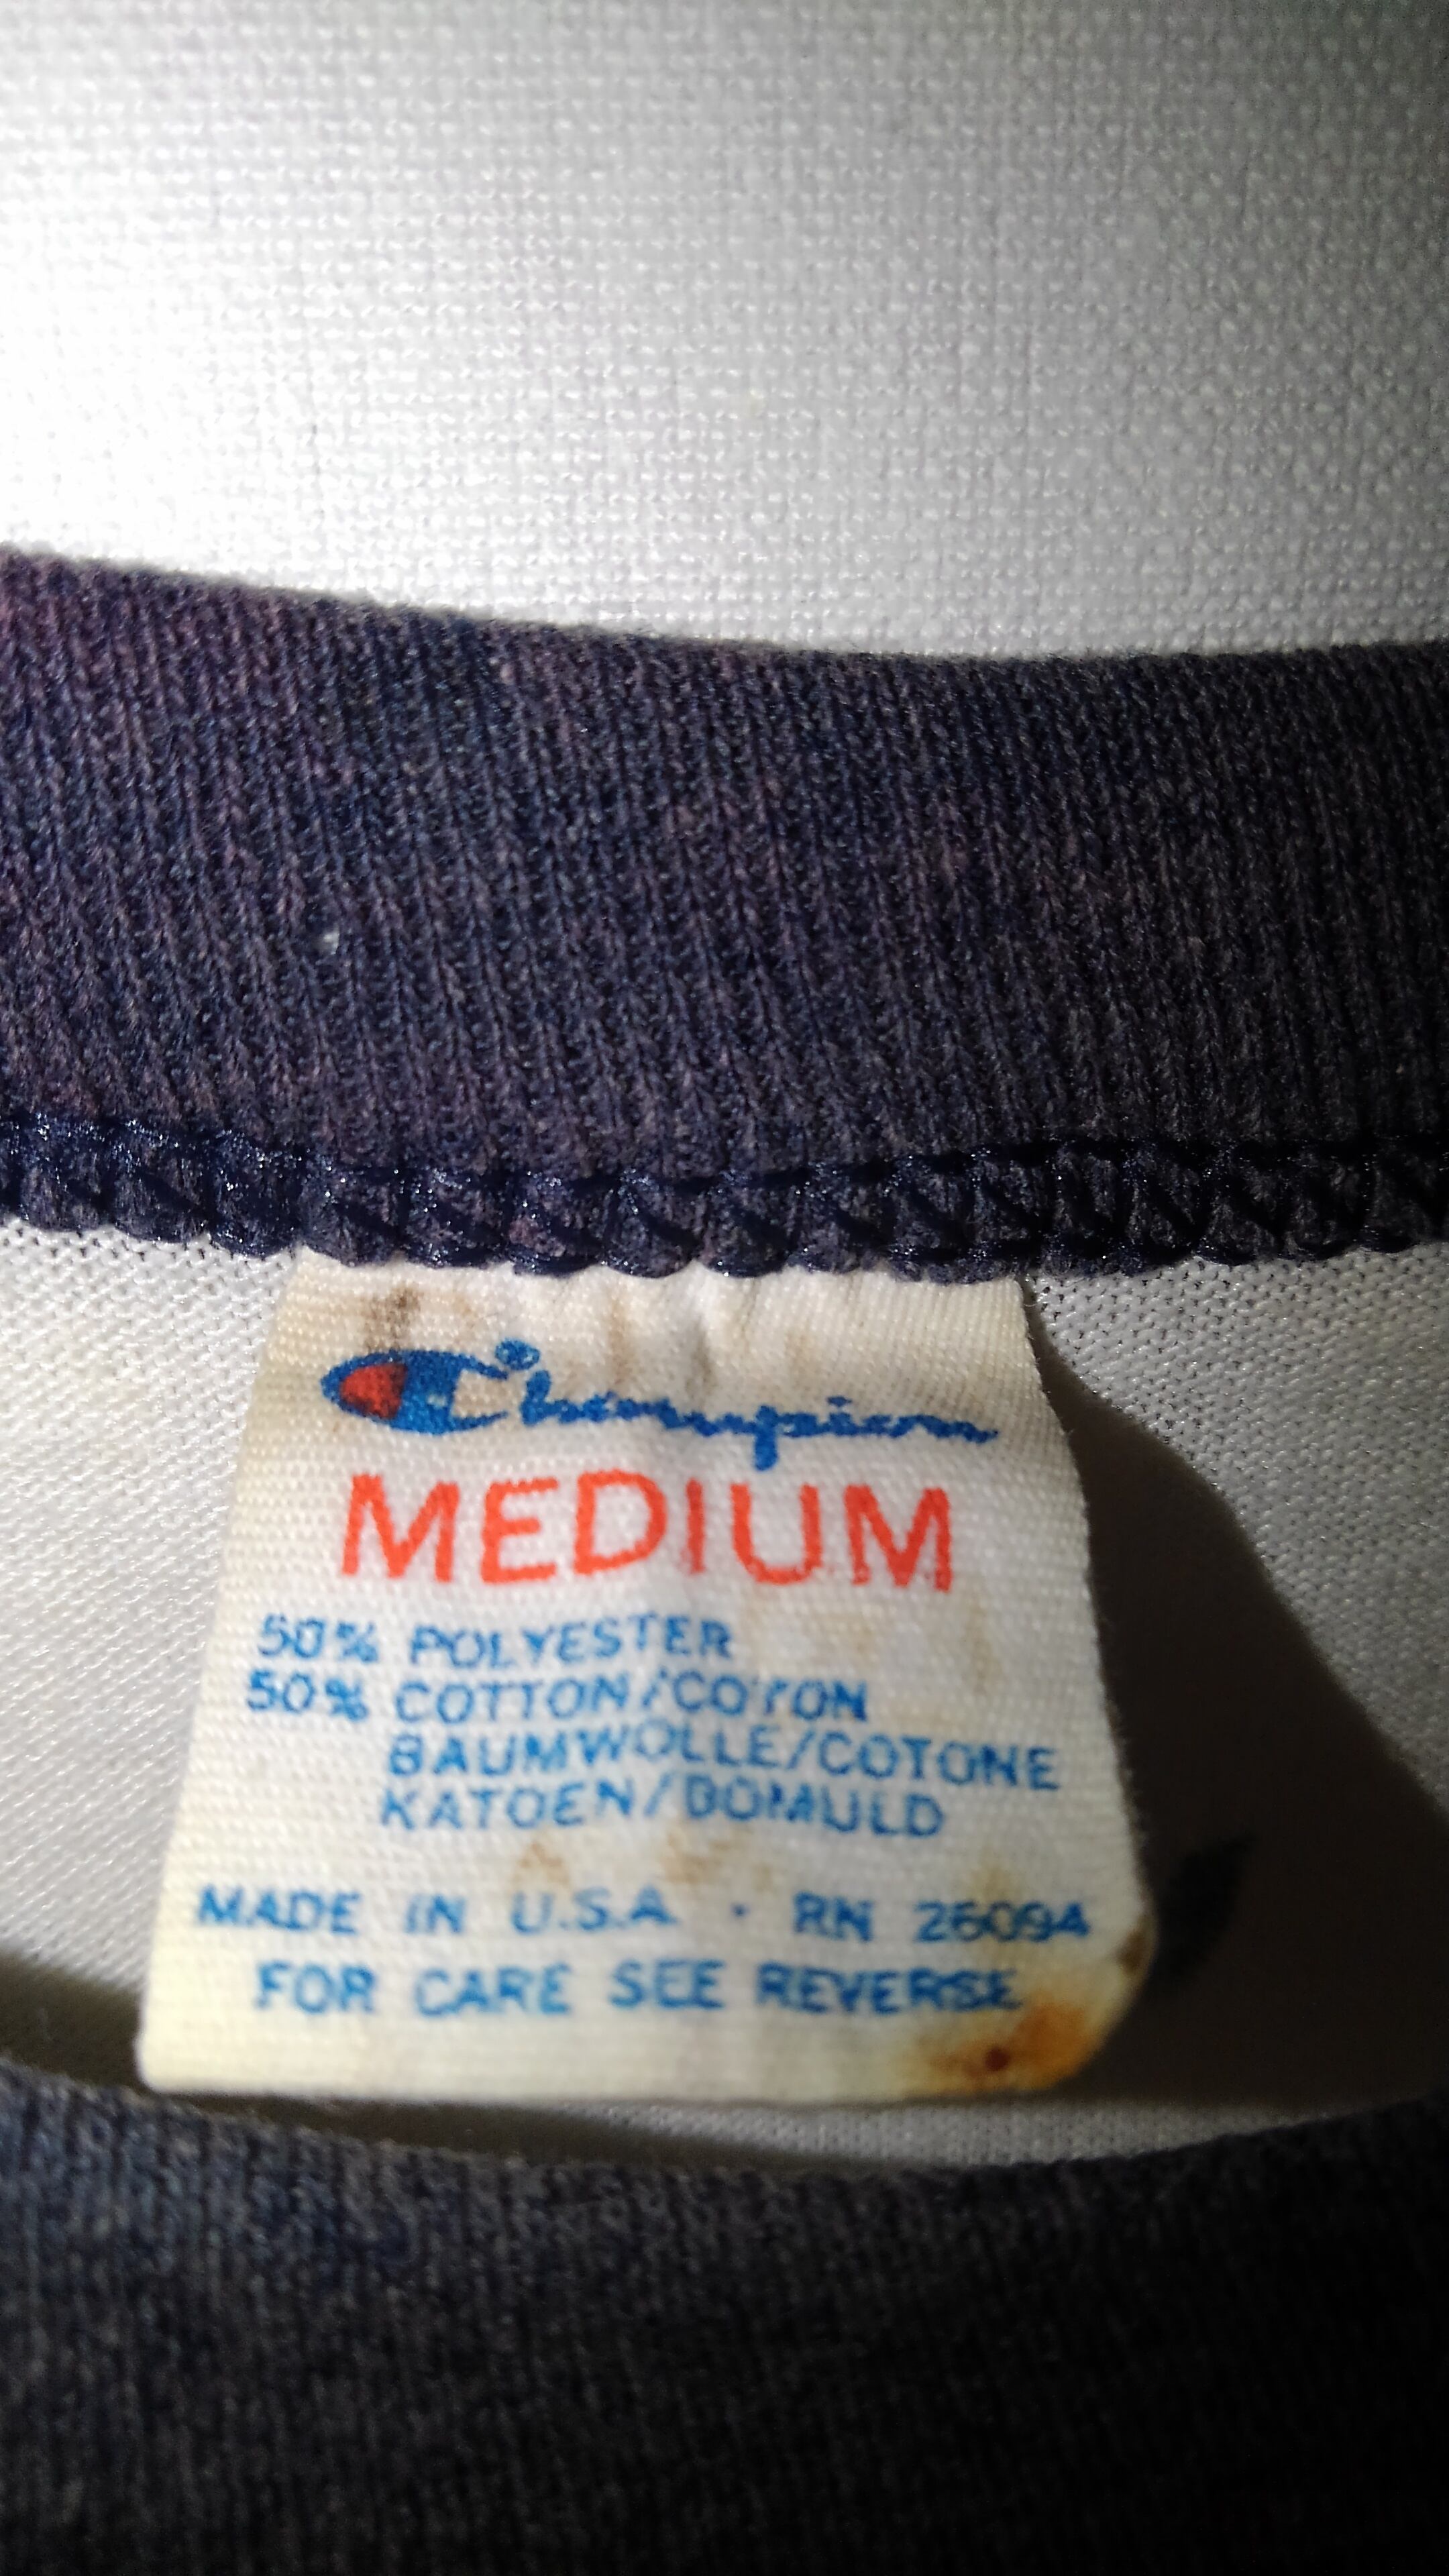 Champion
MEDIUM
50% POLYESTER
50% COTTON/COTON
BAUMWOLLE/COTONE
KATOEN/BOMULD
MADE IN U.S.A. · RN 26094
FOR CARE SEE REVERSE